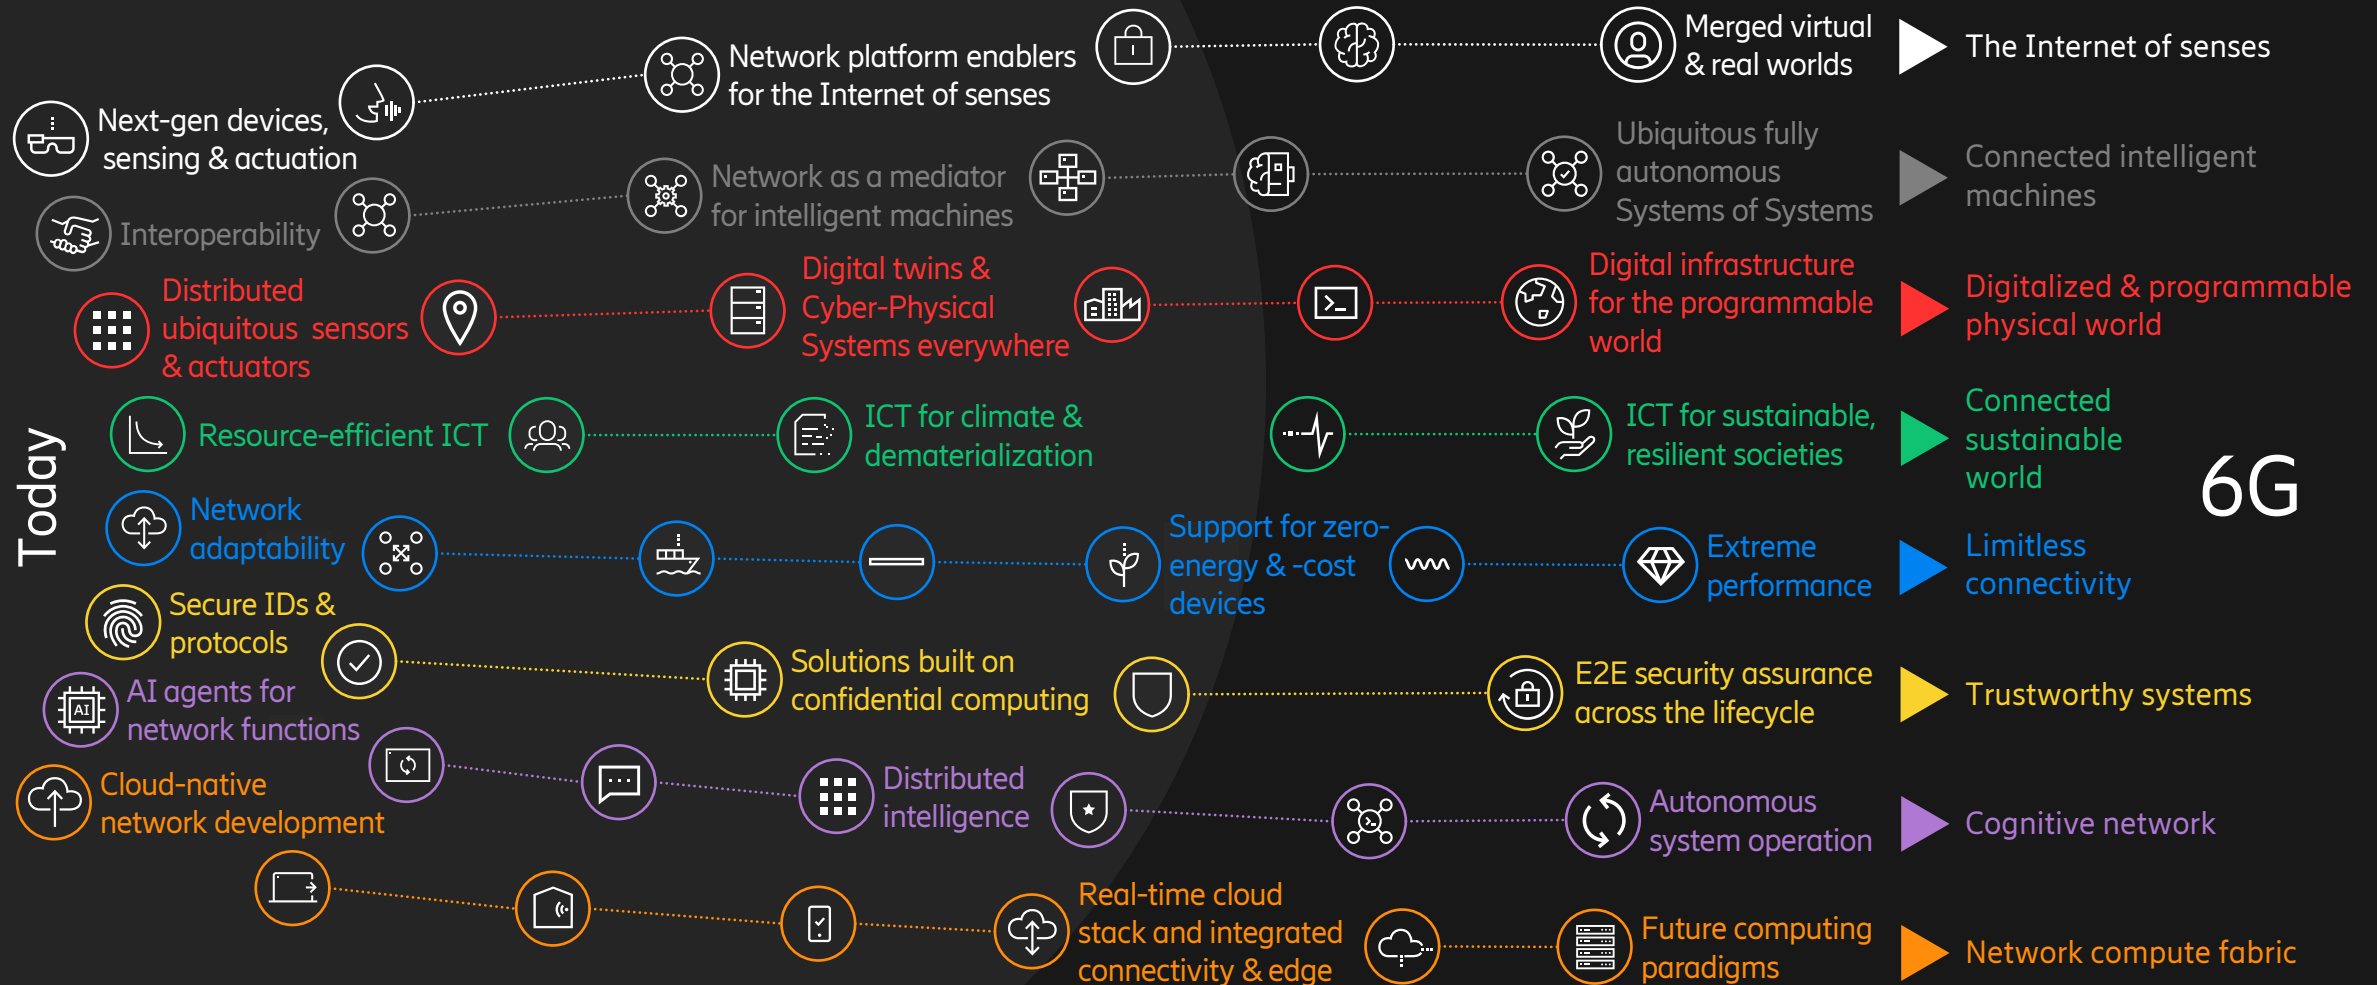 Today
Next-gen devices,
sensing & actuation
Network platform enablers
for the Internet of senses
Merged virtual
& real worlds
The Internet of senses
Interoperability
Network as a mediator
for intelligent machines
Ubiquitous fully
autonomous
Systems of Systems
Connected intelligent
machines
Distributed
ubiquitous sensors
& actuators
Digital twins &
Cyber-Physical
Systems everywhere
Digital infrastructure
for the programmable
world
Digitalized & programmable
physical world
Resource-efficient ICT
ICT for climate &
dematerialization
ICT for sustainable,
resilient societies
Connected
sustainable
world
Network
adaptability
Support for zero-
energy & -cost
devices
Extreme
performance
Limitless
connectivity
Secure IDs &
protocols
Solutions built on
confidential computing
E2E security assurance
across the lifecycle
Trustworthy systems
AI
AI agents for
network functions
Distributed
intelligence
Autonomous
system operation
Cognitive network
Cloud-native
network development
Real-time cloud
stack and integrated
connectivity & edge
Future computing
paradigms
Network compute fabric
6G